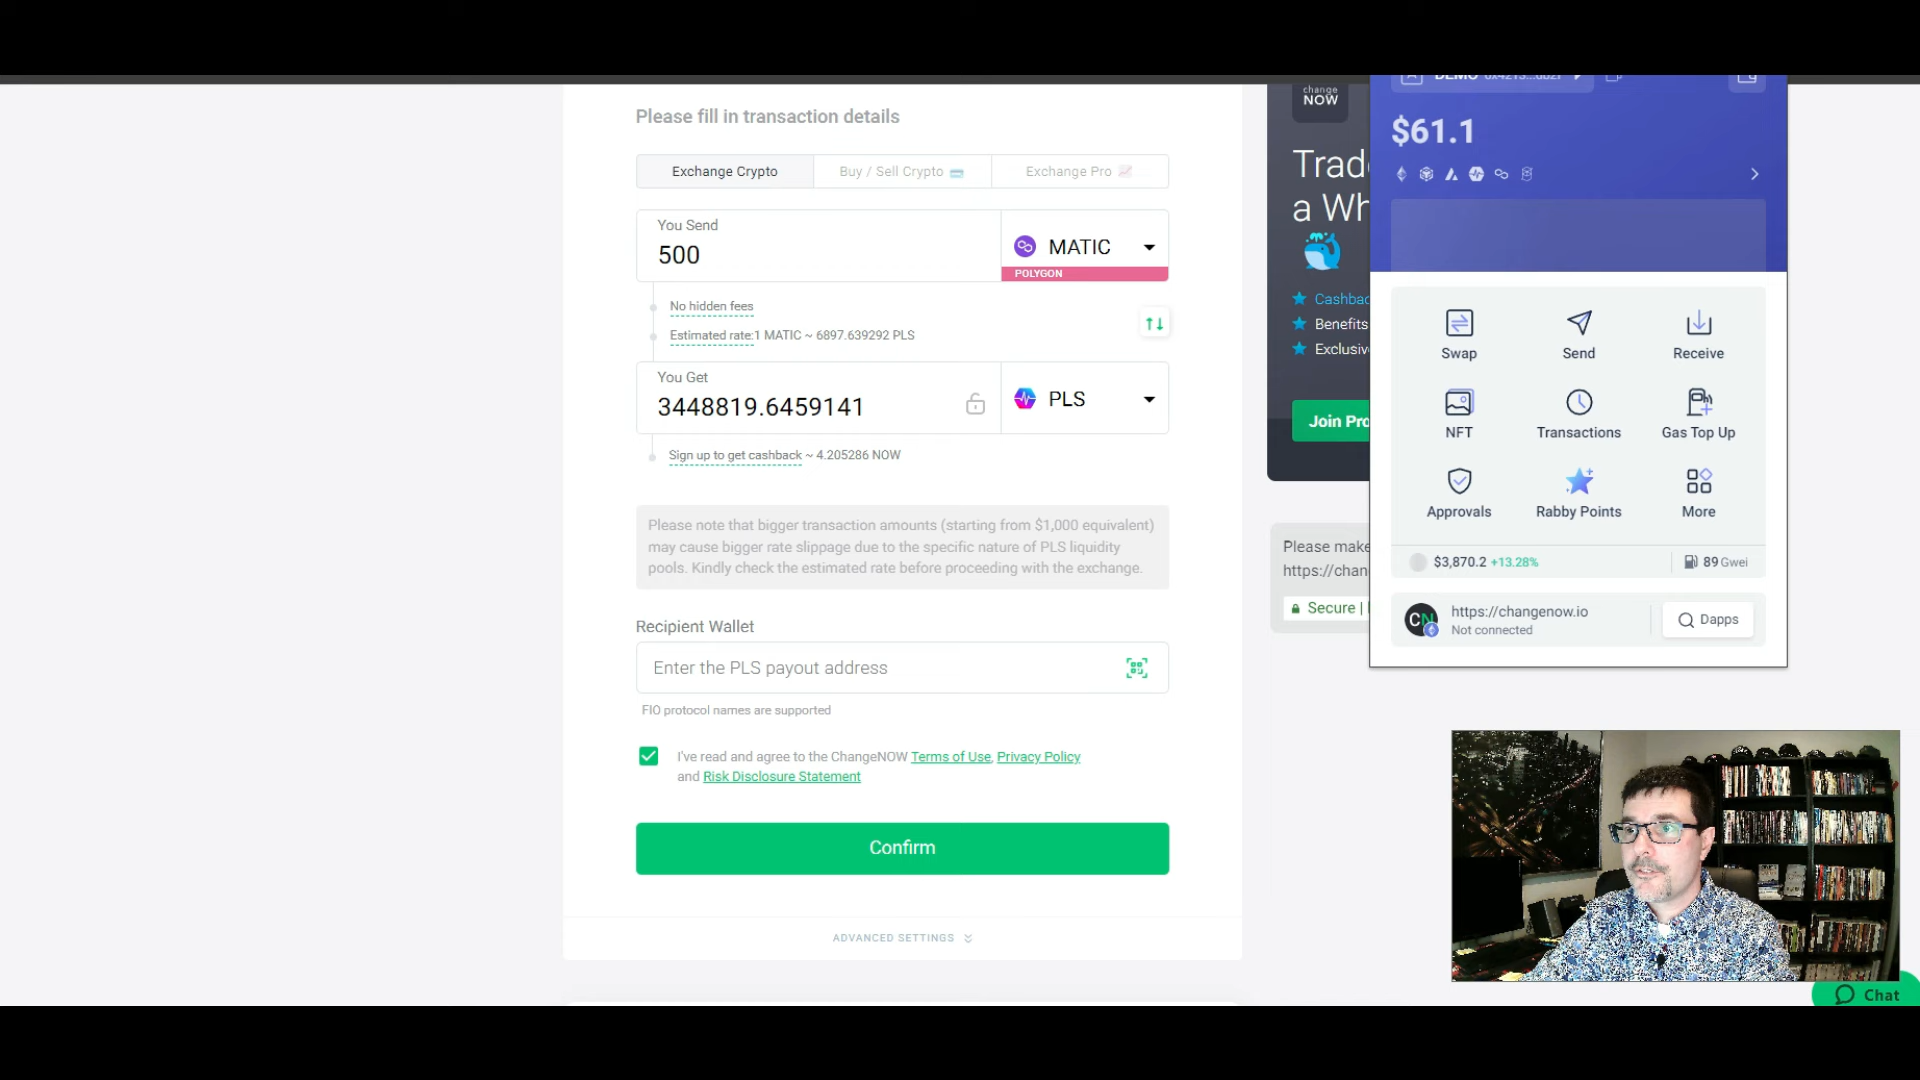 Please fill in transaction details
Exchange Crypto
Buy / Sell Crypto
Exchange Pro
You Send
500
MATIC
POLYGON
No hidden fees
Estimated rate:1 MATIC ~ 6897.639292 PLS
You Get
3448819.6459141
PLS
Sign up to get cashback ~ 4.205286 NOW
Please note that bigger transaction amounts (starting from $1,000 equivalent)
may cause bigger rate slippage due to the specific nature of PLS liquidity
pools. Kindly check the estimated rate before proceeding with the exchange.
Recipient Wallet
Enter the PLS payout address
FIO protocol names are supported
I've read and agree to the ChangeNOW Terms of Use, Privacy Policy
and Risk Disclosure Statement
Confirm
ADVANCED SETTINGS
change
NOW
a
Benefits
Join
Please make
Secure |
DEMO
$61.1
Swap
Send
Receive
NFT
Transactions
Gas Top Up
Approvals
Rabby Points
More
$3,870.2 +13.28%
89 Gwei
CN
https://changenow.io
Not connected
Dapps
Chat